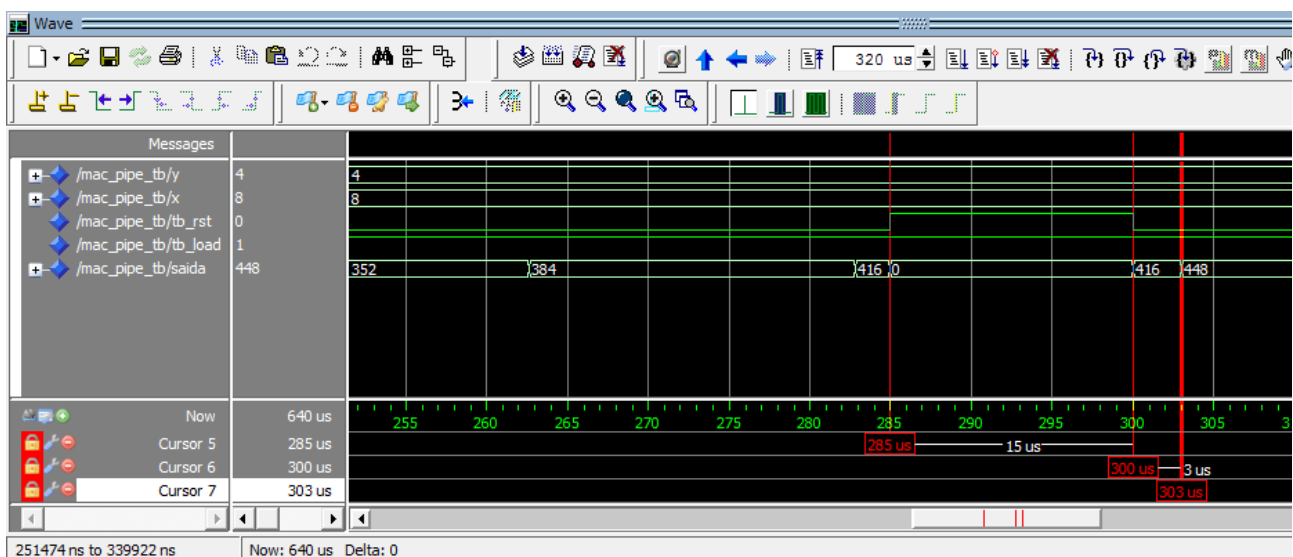 Wave
320 us
Messages
/mac_pipe_tb/y 4 4
/mac_pipe_tb/x 8 8
/mac_pipe_tb/tb_rst 0
/mac_pipe_tb/tb_load 1
/mac_pipe_tb/saida 448 352 384 416 0 416 448
Now 640 us 255 260 265 270 275 280 285 290 295 300 305 3
Cursor 5 285 us 285 us 15 us
Cursor 6 300 us 300 us 3 us
Cursor 7 303 us 303 us
251474 ns to 339922 ns Now: 640 us Delta: 0